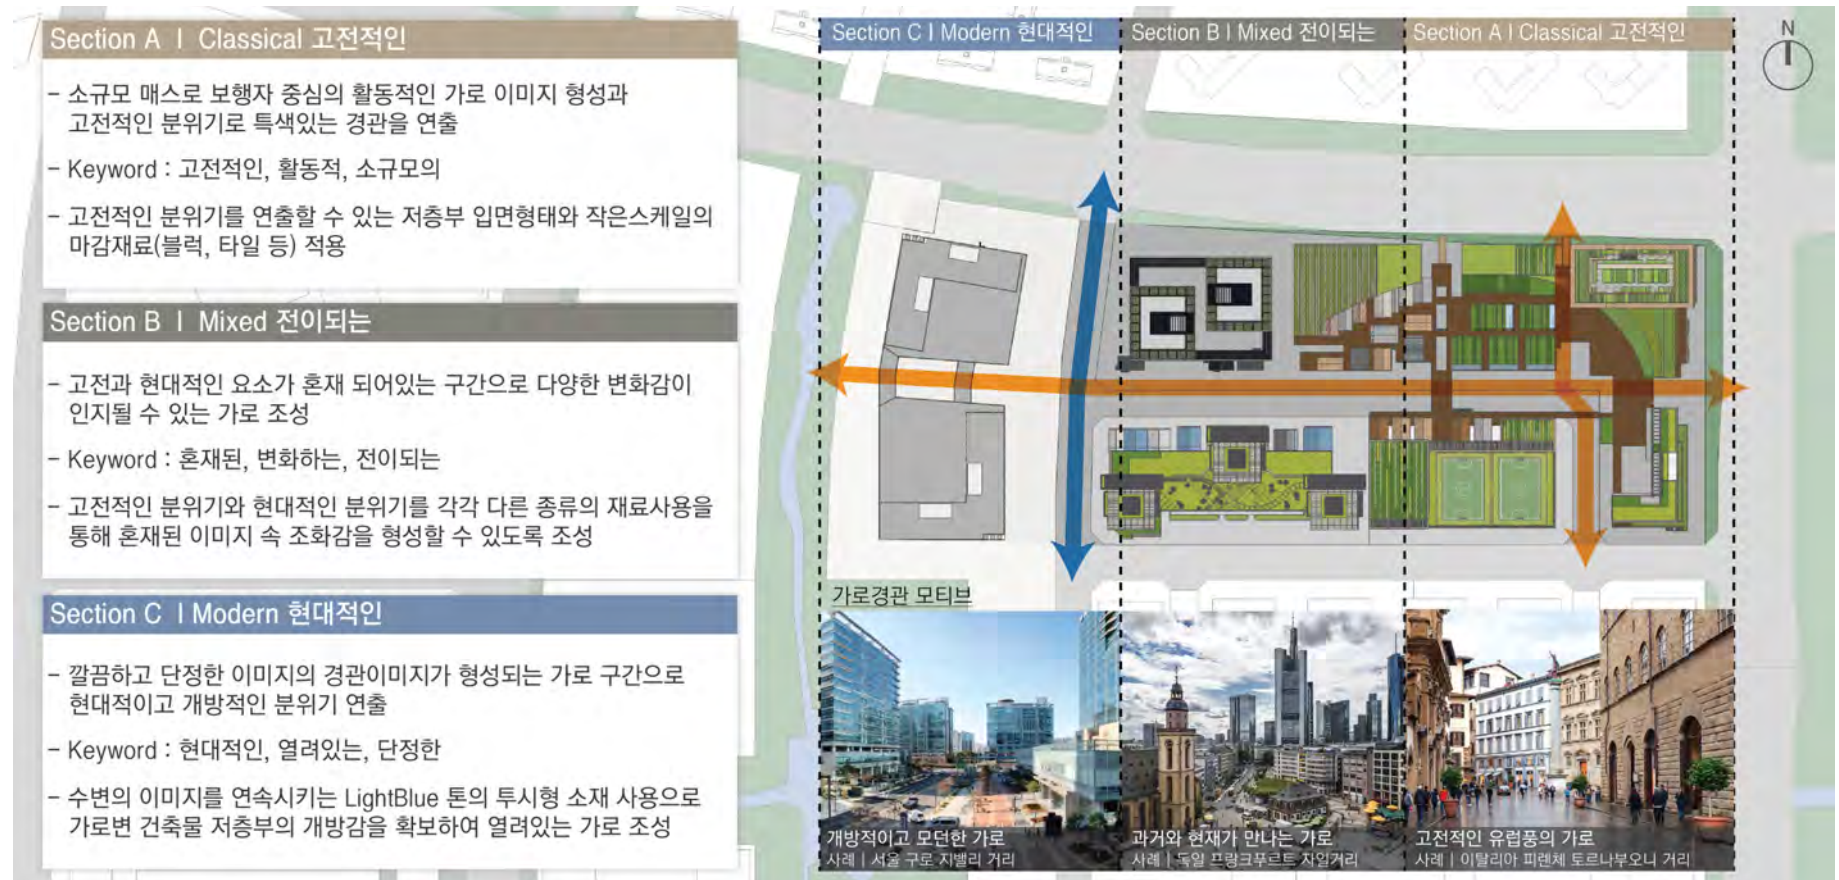 Section A ㅣ Classical 고전적인
- 소규모 매스로 보행자 중심의 활동적인 가로 이미지 형성과
고전적인 분위기로 특색있는 경관을 연출
- Keyword : 고전적인, 활동적, 소규모의
- 고전적인 분위기를 연출할 수 있는 저층부 입면형태와 작은스케일의
마감재료(블럭, 타일 등) 적용
Section B ㅣ Mixed 전이되는
- 고전과 현대적인 요소가 혼재 되어있는 구간으로 다양한 변화감이
인지될 수 있는 가로 조성
- Keyword : 혼재된, 변화하는, 전이되는
- 고전적인 분위기와 현대적인 분위기를 각각 다른 종류의 재료사용을
통해 혼재된 이미지 속 조화감을 형성할 수 있도록 조성
Section C ㅣ Modern 현대적인
- 깔끔하고 단정한 이미지의 경관이미지가 형성되는 가로 구간으로
현대적이고 개방적인 분위기 연출
- Keyword : 현대적인, 열려있는, 단정한
- 수변의 이미지를 연속시키는 LightBlue 톤의 투시형 소재 사용으로
가로변 건축물 저층부의 개방감을 확보하여 열려있는 가로 조성
Section C ㅣ Modern 현대적인
Section B ㅣ Mixed 전이되는
Section A ㅣ Classical 고전적인
N
가로경관 모티브
개방적이고 모던한 가로
사례 | 서울 구로 지밸리 거리
과거와 현재가 만나는 가로
사례 | 독일 프랑크푸르트 자일거리
고전적인 유럽풍의 가로
사례 | 이탈리아 피렌체 토르나부오니 거리